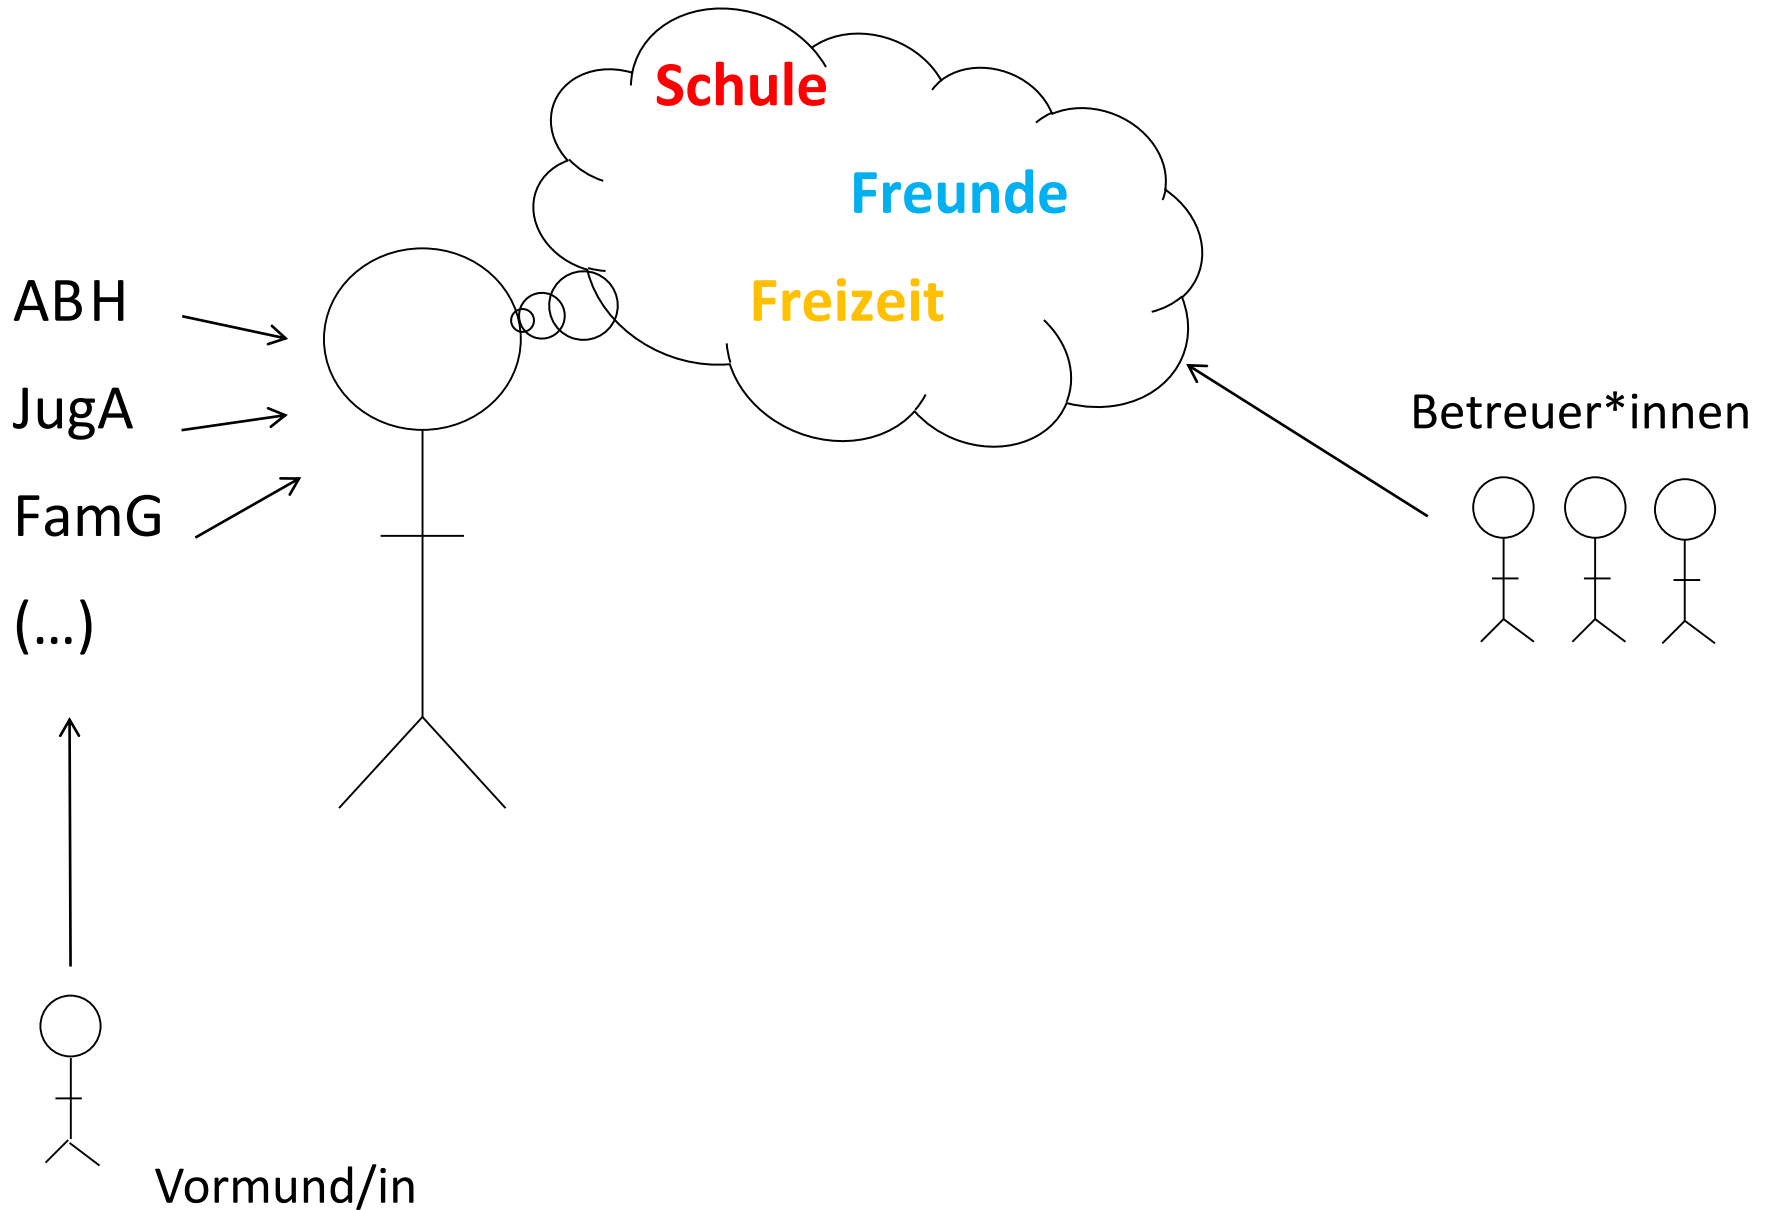 Schule
Freunde
Freizeit
ABH
JugA
FamG
(...)
Betreuer*innen
Vormund/in